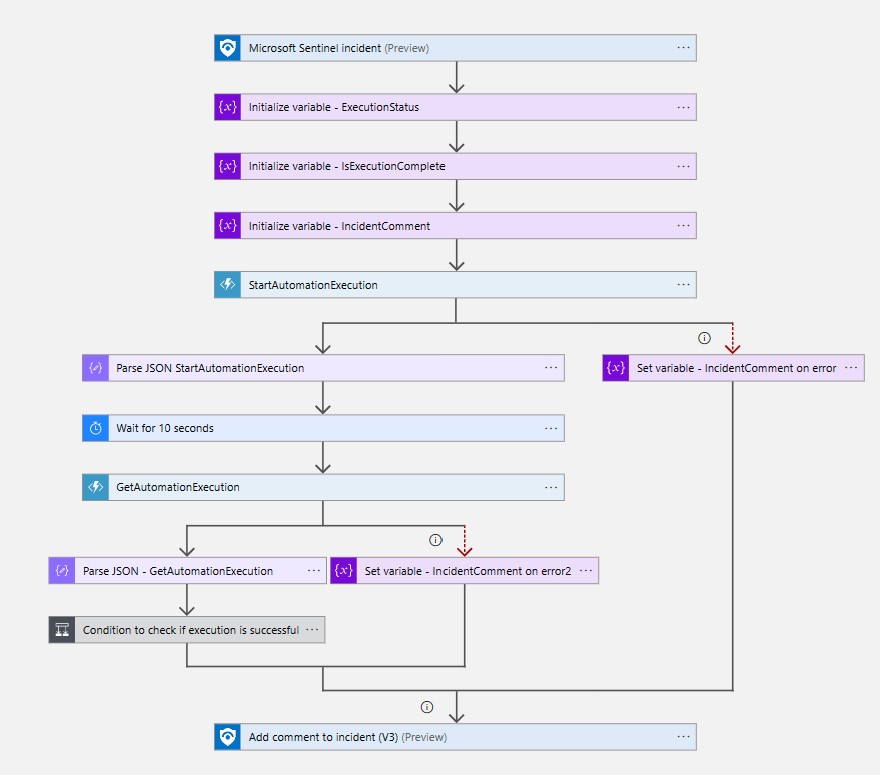 Microsoft Sentinel incident (Preview)
Initialize variable - ExecutionStatus
Initialize variable - IsExecutionComplete
Initialize variable - IncidentComment
StartAutomationExecution
Parse JSON StartAutomationExecution
Set variable - IncidentComment on error
Wait for 10 seconds
GetAutomationExecution
Parse JSON - GetAutomationExecution
Set variable - IncidentComment on error2
Condition to check if execution is successful
Add comment to incident (V3) (Preview)